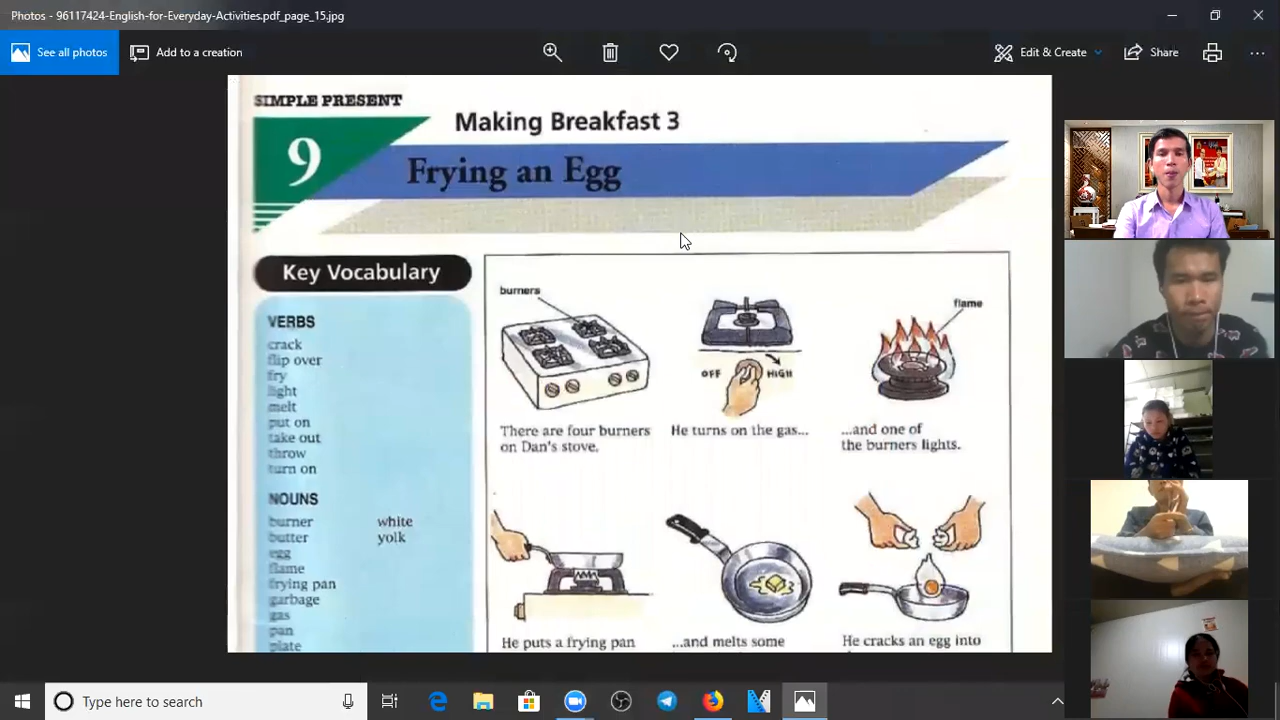 Photos - 96117424-English-for-Everyday-Activities.pdf_page_15.jpg
See all photos
Add to a creation
Edit & Create
Share
SIMPLE PRESENT
Making Breakfast 3
9
Frying an Egg
Key Vocabulary
VERBS
crack
flip over
fry
light
melt
put on
take out
throw
turn on
NOUNS
burner
butter
egg
flame
frying pan
garbage
gas
pan
plate
white
yolk
burners
OFF HIGH
flame
There are four burners
on Dan's stove.
He turns on the gas...
...and one of
the burners lights.
He puts a frying pan
...and melts some
He cracks an egg into
Type here to search